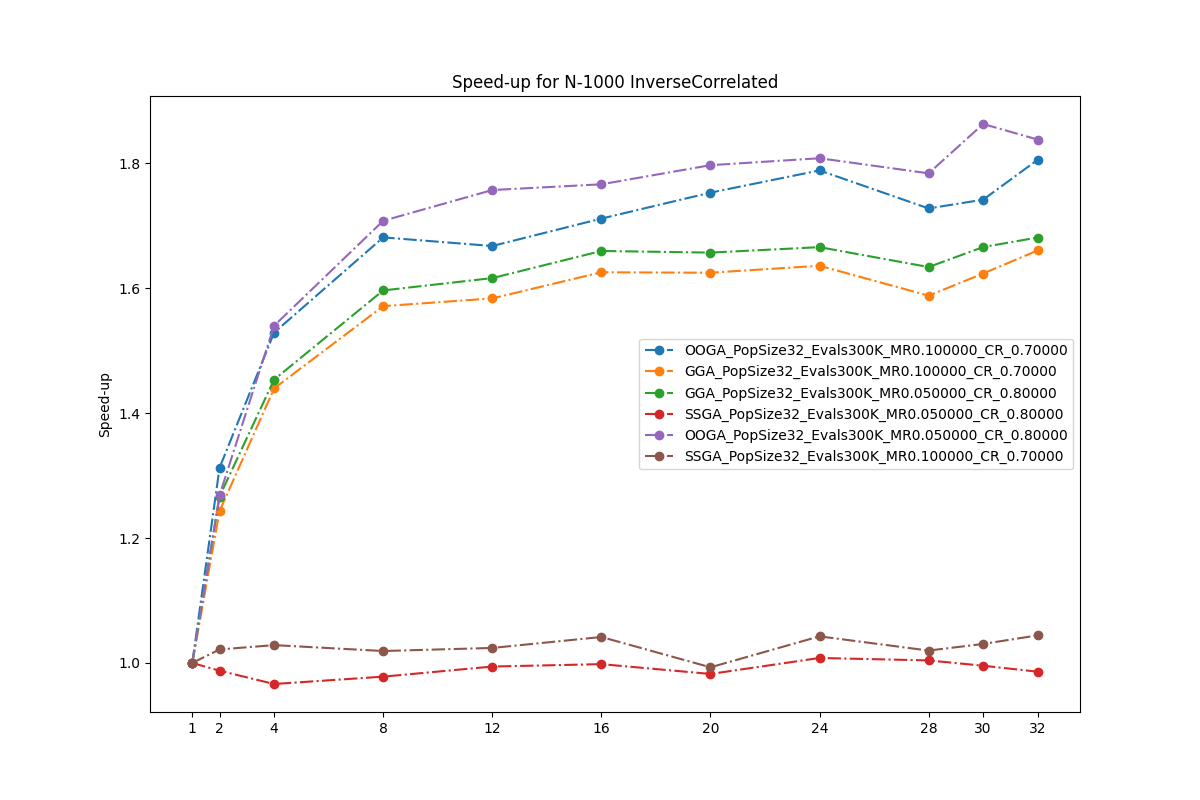 Speed-up for N-1000 InverseCorrelated
1.8
1.6
1.4
1.2
1.0
Speed-up
OOGA_PopSize32_Evals300K_MR0.100000_CR_0.70000
GGA_PopSize32_Evals300K_MR0.100000_CR_0.70000
GGA_PopSize32_Evals300K_MR0.050000_CR_0.80000
SSGA_PopSize32_Evals300K_MR0.050000_CR_0.80000
OOGA_PopSize32_Evals300K_MR0.050000_CR_0.80000
SSGA_PopSize32_Evals300K_MR0.100000_CR_0.70000
1 2 4 8 12 16 20 24 28 30 32